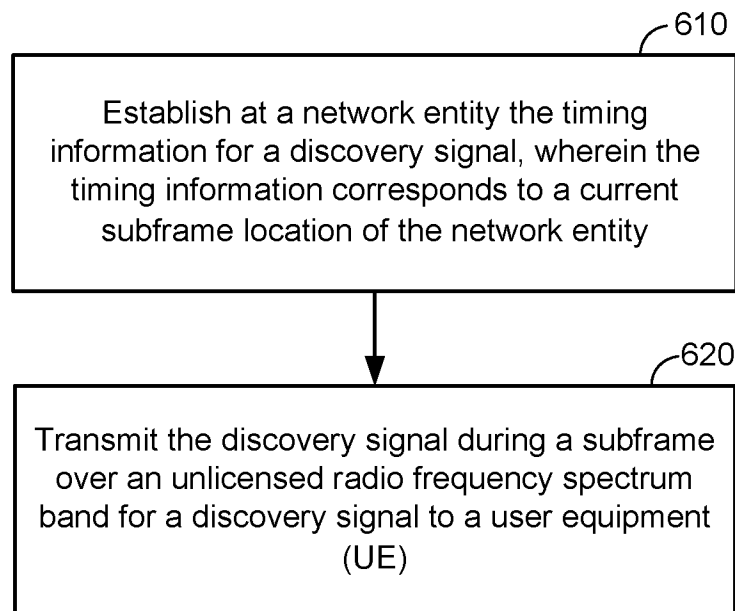 610
Establish at a network entity the timing
information for a discovery signal, wherein the
timing information corresponds to a current
subframe location of the network entity
620
Transmit the discovery signal during a subframe
over an unlicensed radio frequency spectrum
band for a discovery signal to a user equipment
(UE)